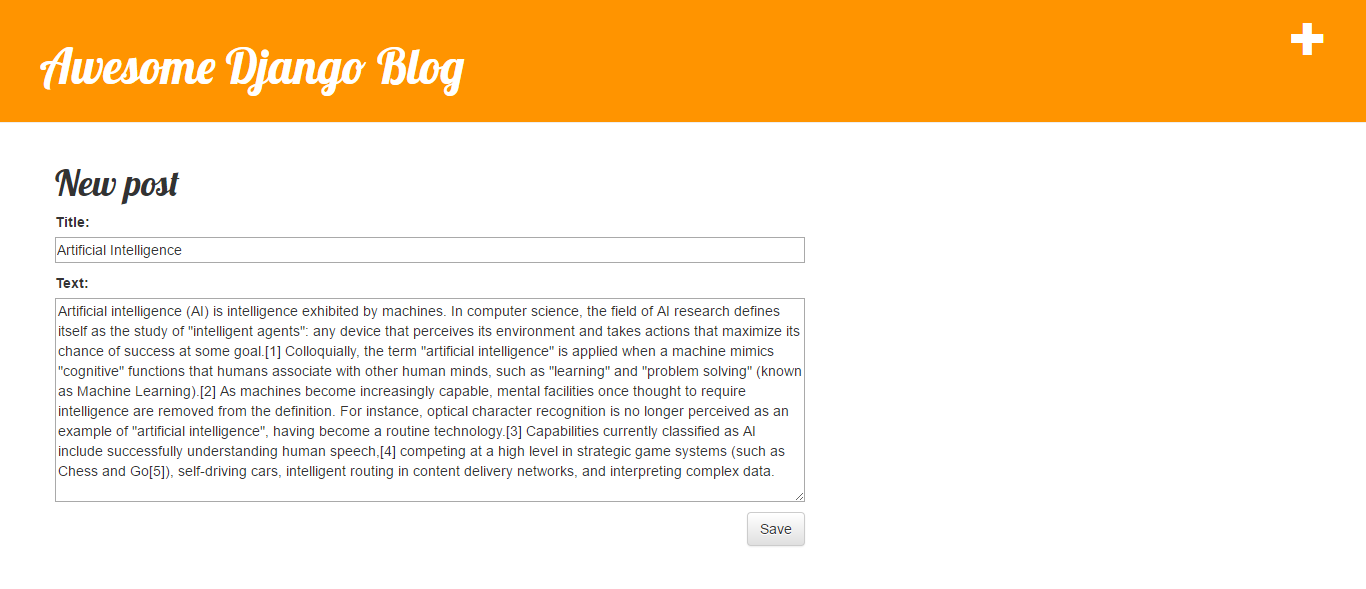 Awesome Django Blog
New post
Title:
Artificial Intelligence
Text:
Artificial intelligence (AI) is intelligence exhibited by machines. In computer science, the field of AI research defines
itself as the study of "intelligent agents": any device that perceives its environment and takes actions that maximize its
chance of success at some goal.[1] Colloquially, the term "artificial intelligence" is applied when a machine mimics
"cognitive" functions that humans associate with other human minds, such as "learning" and "problem solving" (known
as Machine Learning).[2] As machines become increasingly capable, mental facilities once thought to require
intelligence are removed from the definition. For instance, optical character recognition is no longer perceived as an
example of "artificial intelligence", having become a routine technology.[3] Capabilities currently classified as AI
include successfully understanding human speech,[4] competing at a high level in strategic game systems (such as
Chess and Go[5]), self-driving cars, intelligent routing in content delivery networks, and interpreting complex data.
Save